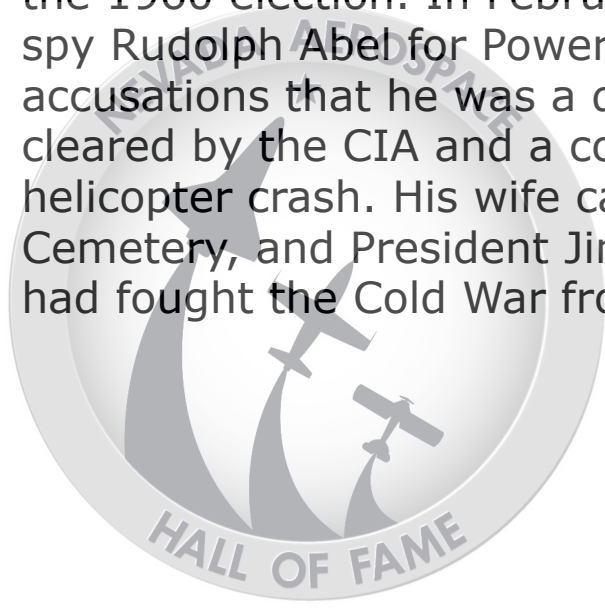 the 1960 election. In Febru
spy Rudolph Abel for Power
accusations that he was a
cleared by the CIA and a co
helicopter crash. His wife ca
Cemetery, and President Jir
had fought the Cold War fro
NEVADA AEROSPACE
HALL OF FAME